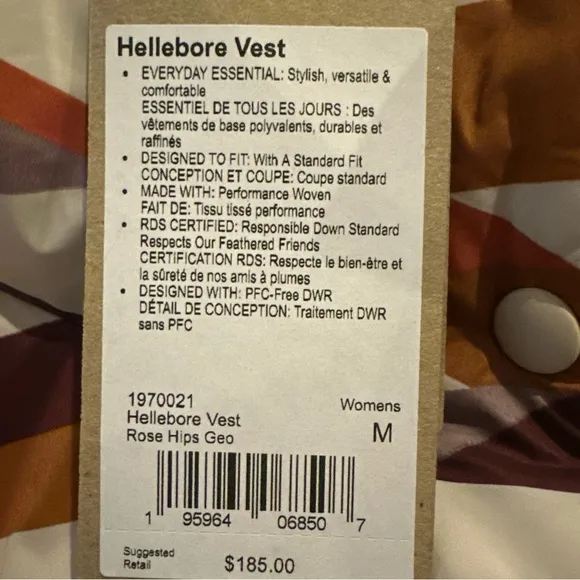 Hellebore Vest
• EVERYDAY ESSENTIAL: Stylish, versatile &
comfortable
ESSENTIEL DE TOUS LES JOURS : Des
vêtements de base polyvalents, durables et
raffinés
• DESIGNED TO FIT: With A Standard Fit
CONCEPTION ET COUPE: Coupe standard
• MADE WITH: Performance Woven
FAIT DE: Tissu tissé performance
• RDS CERTIFIED: Responsible Down Standard
Respects Our Feathered Friends
CERTIFICATION RDS: Respecte le bien-être et
la sûreté de nos amis à plumes
• DESIGNED WITH: PFC-Free DWR
DÉTAIL DE CONCEPTION: Traitement DWR
sans PFC
1970021
Womens
Hellebore Vest
M
Rose Hips Geo
1 95964 06850 7
Suggested
Retail
$185.00